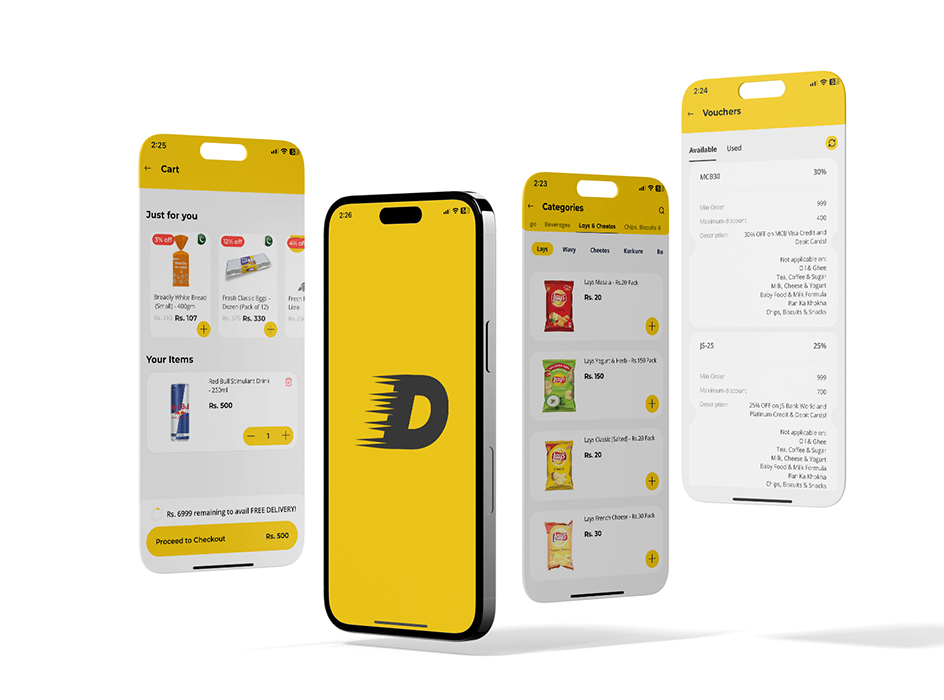 2:25
Cart
Just for you
3% off
12½% off
4% off
Breadly White Bread
(Small) - 400gm
Rs. 110 Rs. 107
Fresh Classic Eggs -
Dozen (Pack of 12)
Rs. 375 Rs. 330
Fresh
Litre
Your Items
Red Bull Stimulant Drink
- 250ml
Rs. 500
1
Rs. 6999 remaining to avail FREE DELIVERY!
Proceed to Checkout Rs. 500
2:26
D
2:23
Categories
go Beverages Lays & Cheetos Chips, Biscuits &
Lays Wavy Cheetos Kurkure
Lays Masala - Rs.20 Pack
Rs. 20
Lays Yogurt & Herb - Rs 150 Pack
Rs. 150
Lays Classic (Salted) - Rs.20 Pack
Rs. 20
Lays French Cheese - Rs.30 Pack
Rs. 30
2:24
Vouchers
Available Used
MCB30 30%
Min Order 999
Maximum discount 400
Description 30% OFF on MCB Visa Credit and
Debit Cards!
Not applicable on:
Oil & Ghee
Tea, Coffee & Sugar
Milk, Cheese & Yogurt
Baby Food & Milk Formula
Pan Ka Khokha
Chips, Biscuits & Snacks
JS-25 25%
Min Order 999
Maximum discount 700
Description 25% OFF on JS Bank World and
Platinum Credit & Debit Cards!
Not applicable on:
Oil & Ghee
Tea, Coffee & Sugar
Milk, Cheese & Yogurt
Baby Food & Milk Formula
Pan Ka Khokha
Chips, Biscuits & Snacks